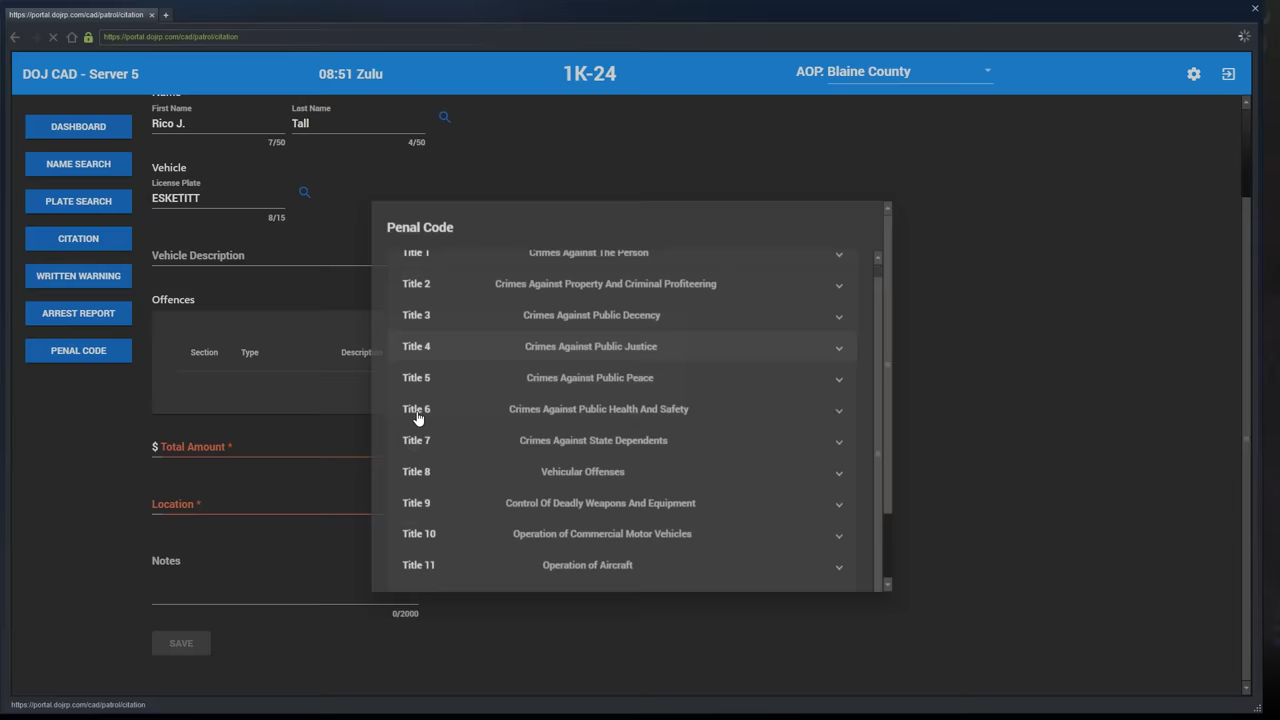 https://portal.dojrp.com/cad/patrol/citation × +
https://portal.dojrp.com/cad/patrol/citation
DOJ CAD - Server 5 08:51 Zulu 1K-24 AOP: Blaine County
DASHBOARD
NAME SEARCH
PLATE SEARCH
CITATION
WRITTEN WARNING
ARREST REPORT
PENAL CODE
Name
First Name Last Name
Rico J. Tall
7/50 4/50
Vehicle
License Plate
ESKETITT
8/15
Vehicle Description
Offences
Section Type
$ Total Amount *
Location *
Notes
0/2000
SAVE
Penal Code
Title 1 Crimes Against The Person
Title 2 Crimes Against Property And Criminal Profiteering
Title 3 Crimes Against Public Decency
Title 4 Crimes Against Public Justice
Title 5 Crimes Against Public Peace
Title 6 Crimes Against Public Health And Safety
Title 7 Crimes Against State Dependents
Title 8 Vehicular Offenses
Title 9 Control Of Deadly Weapons And Equipment
Title 10 Operation of Commercial Motor Vehicles
Title 11 Operation of Aircraft
https://portal.dojrp.com/cad/patrol/citation